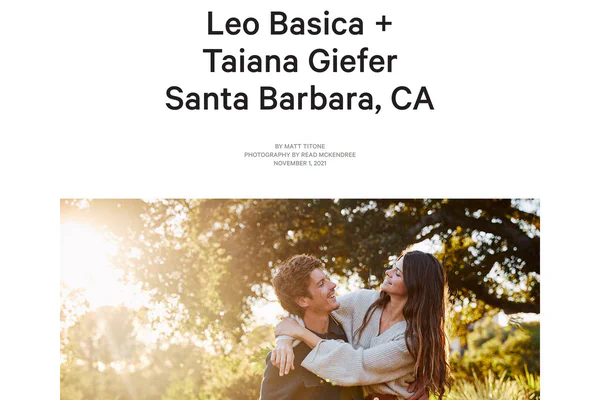 Leo Basica +
Taiana Giefer
Santa Barbara, CA
BY MATT TITONE
PHOTOGRAPHY BY READ MCKENDREE
NOVEMBER 1, 2021